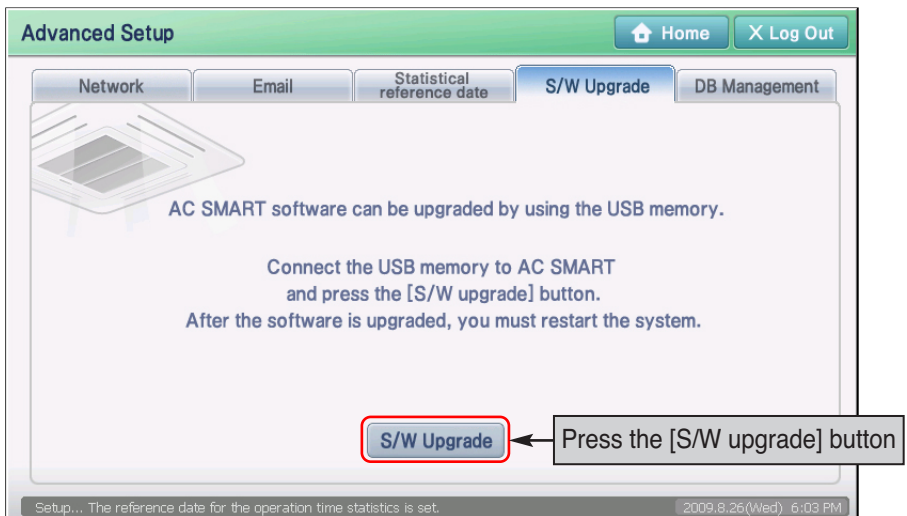 Advanced Setup
Home
X Log Out
Network
Email
Statistical
reference date
S/W Upgrade
DB Management
AC SMART software can be upgraded by using the USB memory.
Connect the USB memory to AC SMART
and press the [S/W upgrade] button.
After the software is upgraded, you must restart the system.
S/W Upgrade
Press the [S/W upgrade] button
Setup... The reference date for the operation time statistics is set.
2009.8.26(Wed) 6:03 PM